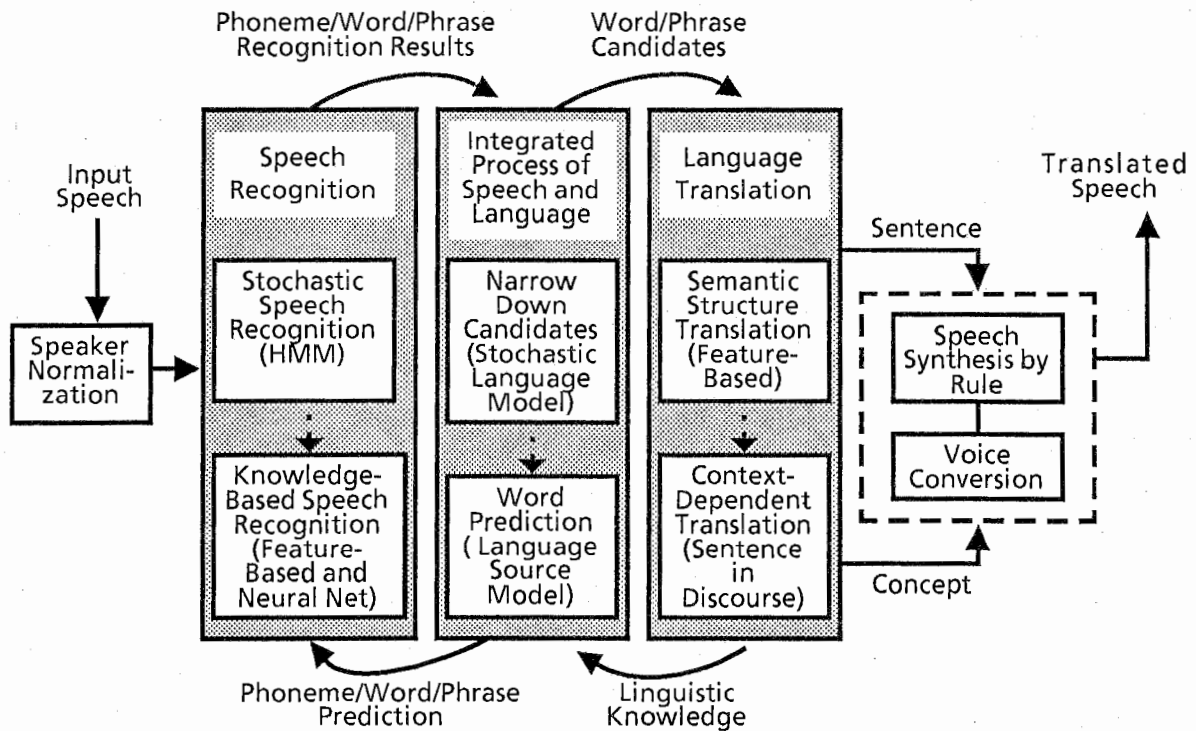 Phoneme/Word/Phrase
Recognition Results
Word/Phrase
Candidates
Input
Speech
Speaker
Normali-
zation
Speech
Recognition
Stochastic
Speech
Recognition
(HMM)
Knowledge-
Based Speech
Recognition
(Feature-
Based and
Neural Net)
Integrated
Process of
Speech and
Language
Narrow
Down
Candidates
(Stochastic
Language
Model)
Word
Prediction
( Language
Source
Model)
Language
Translation
Semantic
Structure
Translation
(Feature-
Based)
Context-
Dependent
Translation
(Sentence
in
Discourse)
Sentence
Concept
Speech
Synthesis by
Rule
Voice
Conversion
Translated
Speech
Phoneme/Word/Phrase
Prediction
Linguistic
Knowledge